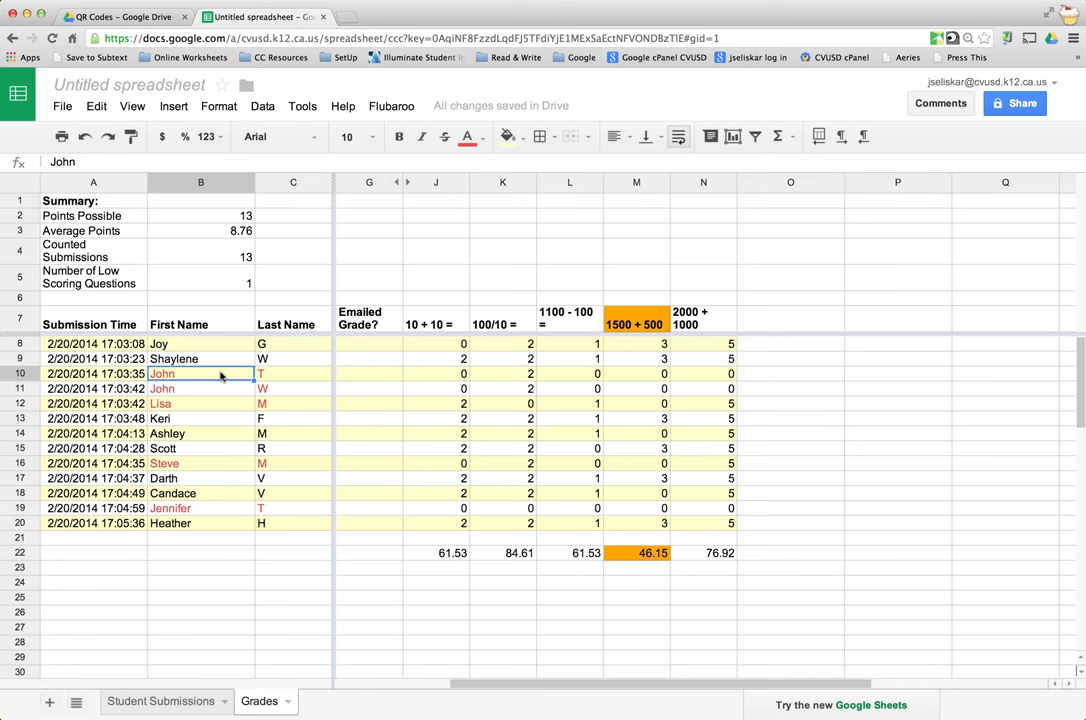 QR Codes – Google Drive
Untitled spreadsheet – Goo
https://docs.google.com/a/cvusd.k12.ca.us/spreadsheet/ccc?key=0AqiNF8FzzdLqdFJ5TFdiYjE1MExSaEctNFVONDBzTlE#gid=1
Apps Save to Subtext Online Worksheets CC Resources SetUp Illuminate Student Read & Write Google Google cPanel CVUSD jseliskar log in CVUSD cPanel Aeries Press This »
Untitled spreadsheet
jseliskar@cvusd.k12.ca.us
File Edit View Insert Format Data Tools Help Flubaroo All changes saved in Drive
Comments Share
$ % 123 Arial 10 B I S A Σ
fx John
A B C G J K L M N O P Q
1 Summary:
2 Points Possible 13
3 Average Points 8.76
4 Counted Submissions 13
5 Number of Low Scoring Questions 1
6
7 Submission Time First Name Last Name Emailed Grade? 10 + 10 = 100/10 = 1100 - 100 = 1500 + 500 2000 + 1000
8 2/20/2014 17:03:08 Joy G 0 2 1 3 5
9 2/20/2014 17:03:23 Shaylene W 2 2 1 3 5
10 2/20/2014 17:03:35 John T 0 2 0 0 0
11 2/20/2014 17:03:42 John W 0 2 0 0 0
12 2/20/2014 17:03:42 Lisa M 2 0 1 0 5
13 2/20/2014 17:03:48 Keri F 2 2 1 3 5
14 2/20/2014 17:04:13 Ashley M 2 2 1 0 5
15 2/20/2014 17:04:28 Scott R 2 2 0 3 5
16 2/20/2014 17:04:35 Steve M 0 2 0 0 5
17 2/20/2014 17:04:37 Darth V 2 2 1 3 5
18 2/20/2014 17:04:49 Candace V 2 2 1 0 5
19 2/20/2014 17:04:59 Jennifer T 0 0 0 0 0
20 2/20/2014 17:05:36 Heather H 2 2 1 3 5
21
22 61.53 84.61 61.53 46.15 76.92
23
24
25
26
27
28
29
30
Student Submissions Grades
Try the new Google Sheets